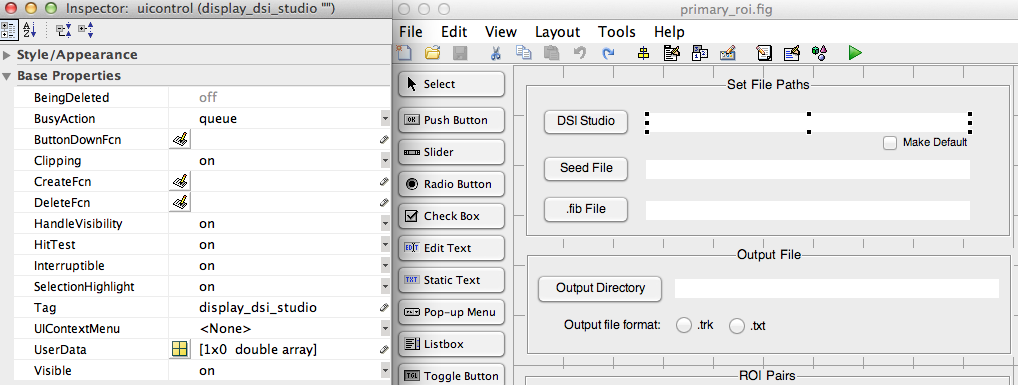 Inspector: uicontrol (display_dsi_studio "")
Style/Appearance
Base Properties
BeingDeleted off
BusyAction queue
ButtonDownFcn
Clipping on
CreateFcn
DeleteFcn
HandleVisibility on
HitTest on
Interruptible on
SelectionHighlight on
Tag display_dsi_studio
UIContextMenu <None>
UserData [1x0 double array]
Visible on
primary_roi.fig
File Edit View Layout Tools Help
Select
OK Push Button
Slider
Radio Button
Check Box
EDIT Edit Text
TXT Static Text
Pop-up Menu
Listbox
TGL Toggle Button
Set File Paths
DSI Studio
Make Default
Seed File
.fib File
Output File
Output Directory
Output file format: .trk .txt
ROI Pairs